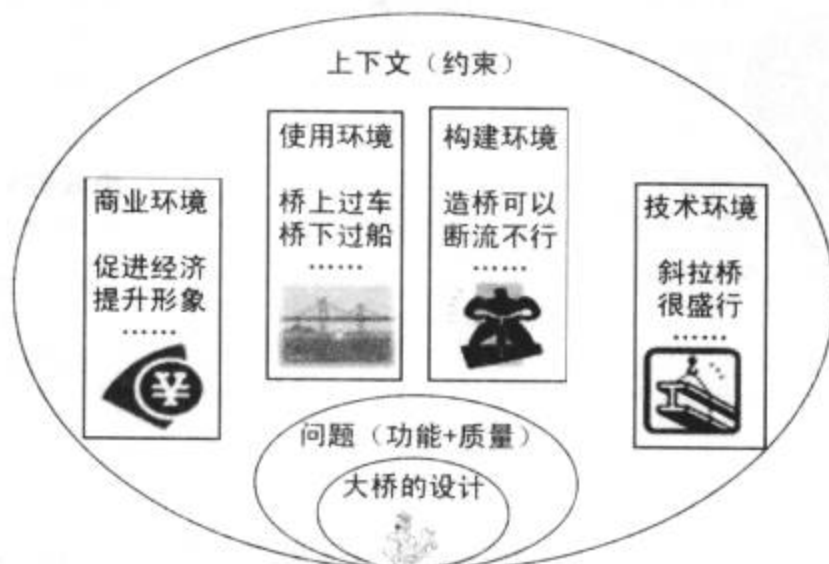 上下文（约束）
商业环境
促进经济
提升形象
……
使用环境
桥上过车
桥下过船
……
构建环境
造桥可以
断流不行
……
技术环境
斜拉桥
很盛行
……
¥
问题（功能+质量）
大桥的设计